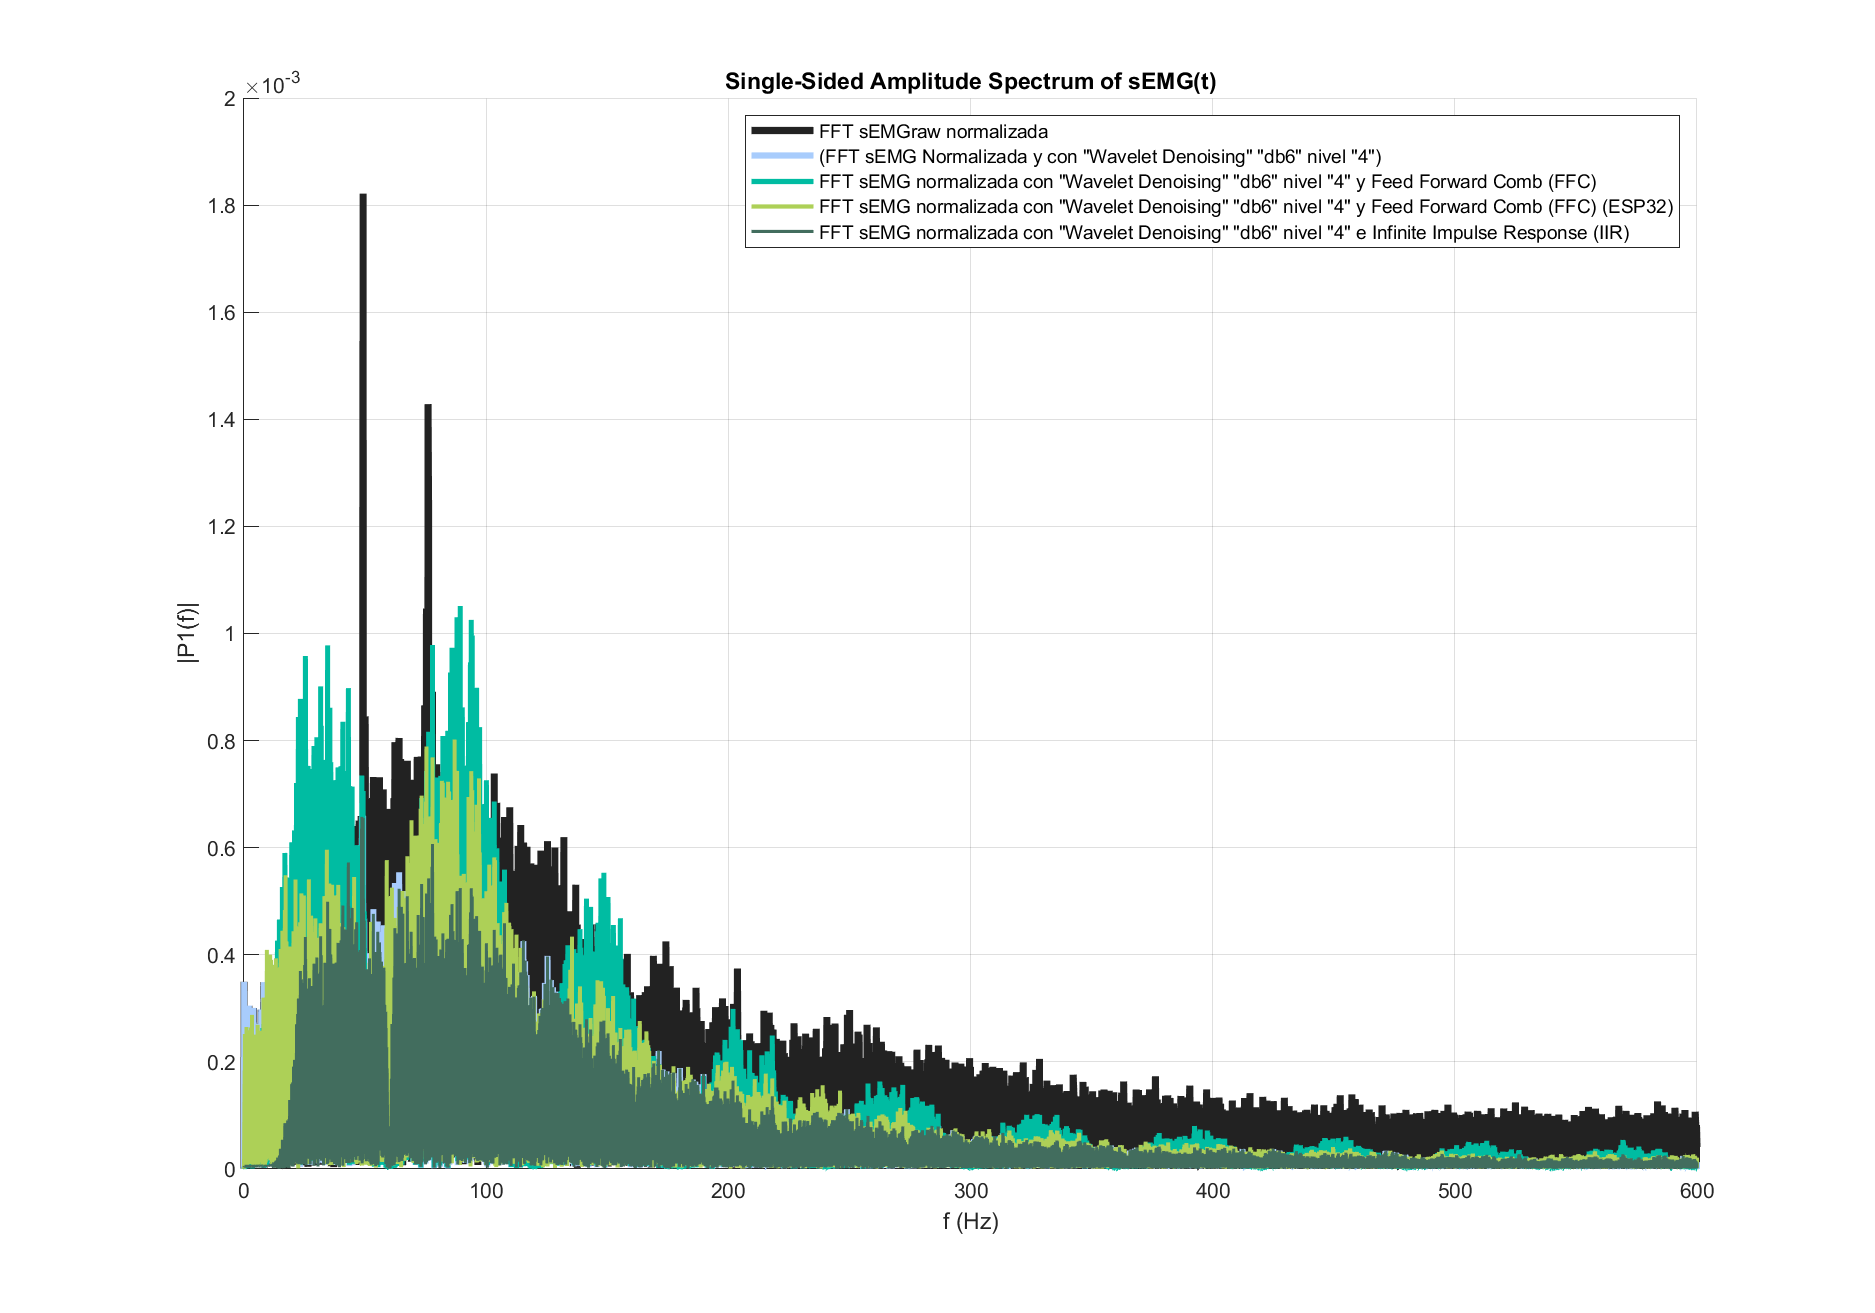 Single-Sided Amplitude Spectrum of sEMG(t)
×10-3
2
1.8
1.6
1.4
1.2
1
0.8
0.6
0.4
0.2
0
|P1(f)|
FFT sEMGraw normalizada
(FFT sEMG Normalizada y con "Wavelet Denoising" "db6" nivel "4")
FFT sEMG normalizada con "Wavelet Denoising" "db6" nivel "4" y Feed Forward Comb (FFC)
FFT sEMG normalizada con "Wavelet Denoising" "db6" nivel "4" y Feed Forward Comb (FFC) (ESP32)
FFT sEMG normalizada con "Wavelet Denoising" "db6" nivel "4" e Infinite Impulse Response (IIR)
0 100 200 300 400 500 600
f (Hz)